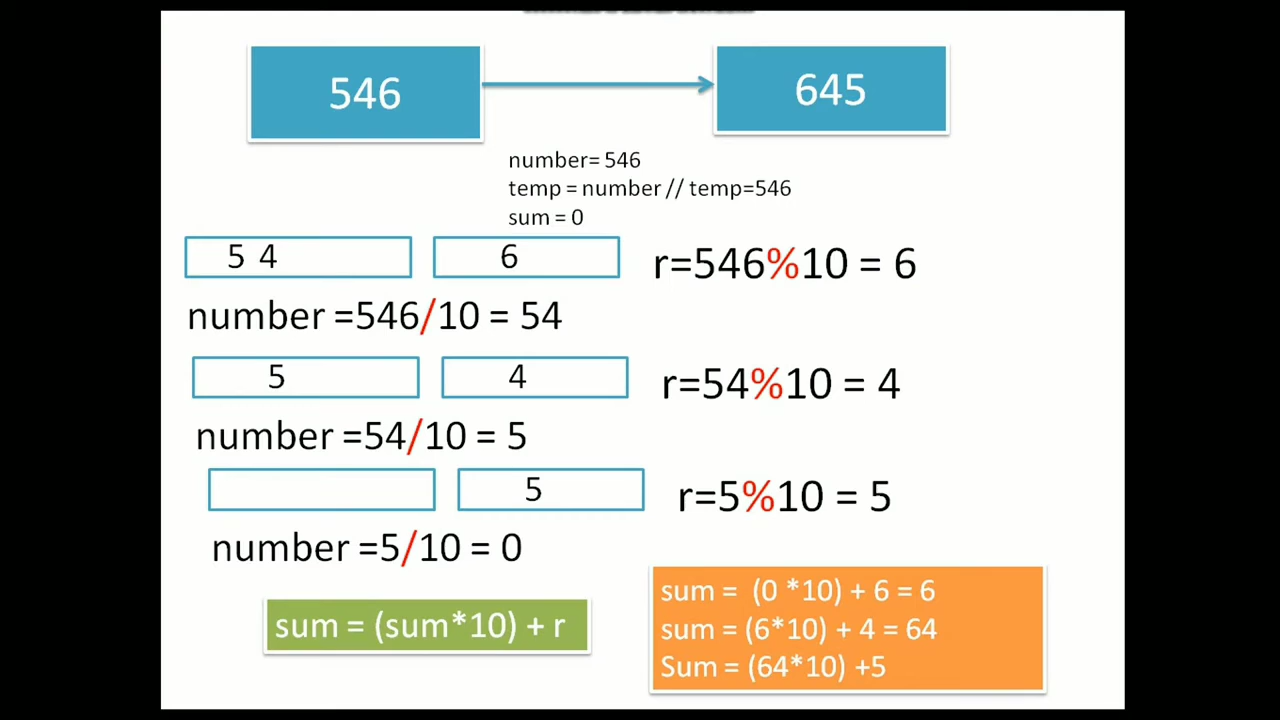 546
645
number= 546
temp = number // temp=546
sum = 0
5 4
6
r=546%10 = 6
number =546/10 = 54
5
4
r=54%10 = 4
number =54/10 = 5
5
r=5%10 = 5
number =5/10 = 0
sum = (sum*10) + r
sum = (0 *10) + 6 = 6
sum = (6*10) + 4 = 64
Sum = (64*10) +5